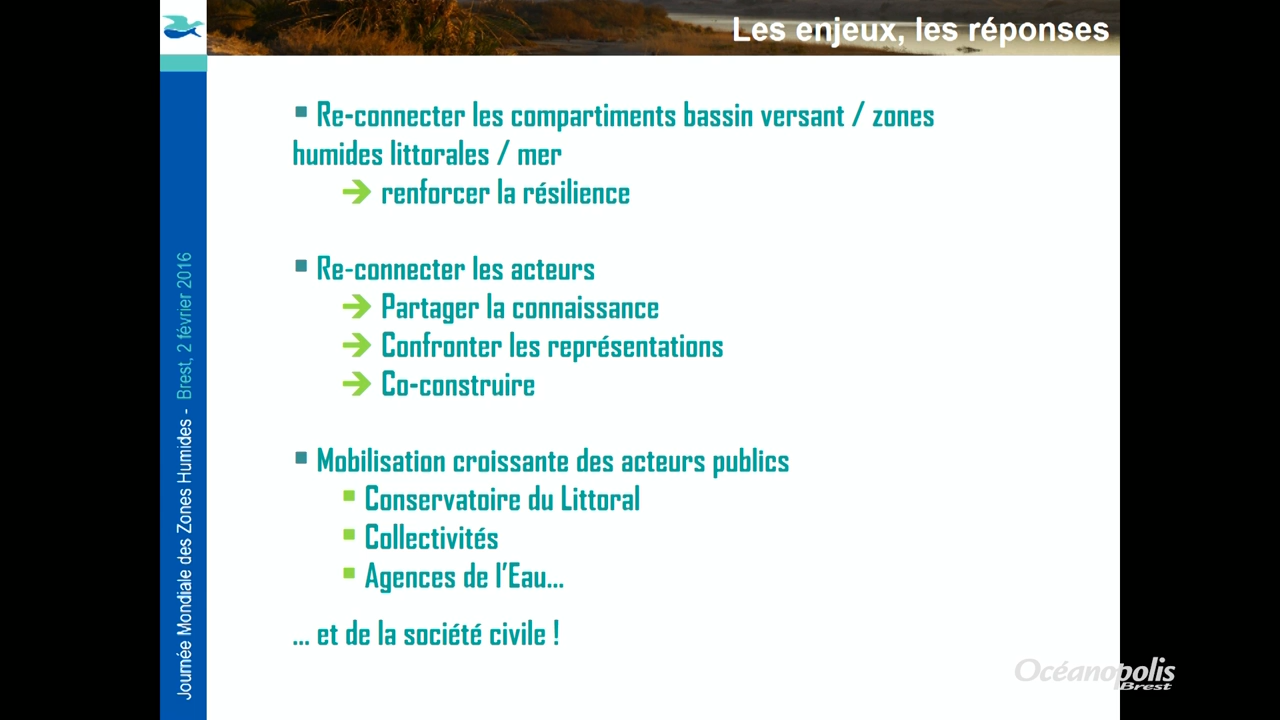 Les enjeux, les réponses
▪ Re-connecter les compartiments bassin versant / zones
humides littorales / mer
➔ renforcer la résilience
▪ Re-connecter les acteurs
➔ Partager la connaissance
➔ Confronter les représentations
➔ Co-construire
▪ Mobilisation croissante des acteurs publics
▪ Conservatoire du Littoral
▪ Collectivités
▪ Agences de l'Eau...
... et de la société civile !
Journée Mondiale des Zones Humides - Brest, 2 février 2016
Océanopolis
Brest